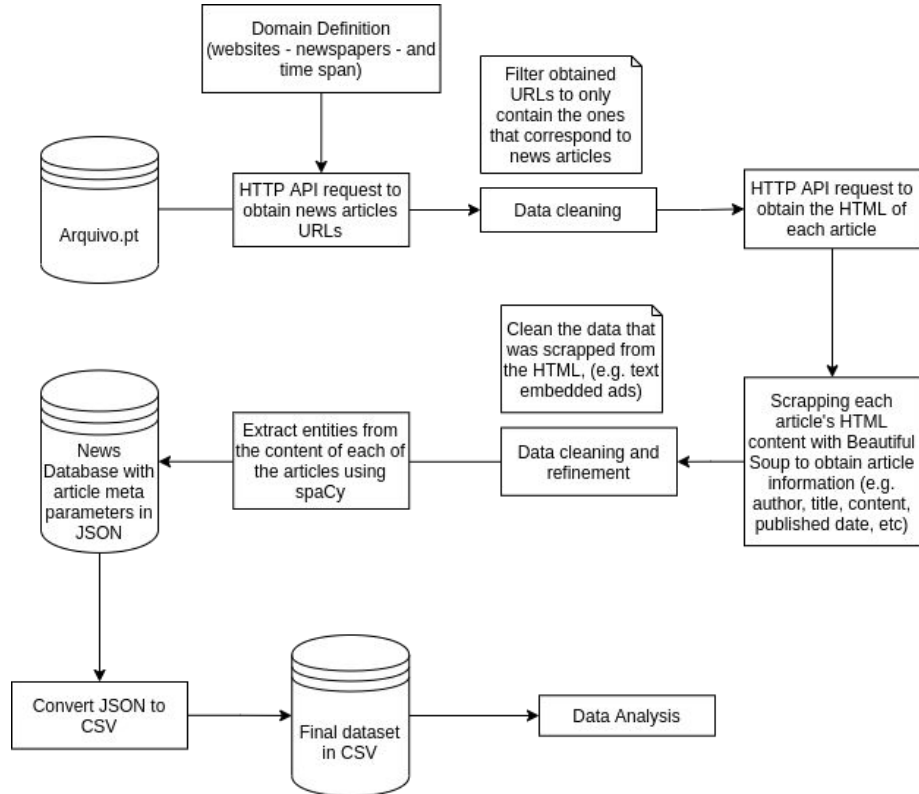 Domain Definition
(websites - newspapers - and
time span)
Filter obtained
URLs to only
contain the ones
that correspond to
news articles
Arquivo.pt
HTTP API request to
obtain news articles
URLs
Data cleaning
HTTP API request to
obtain the HTML of
each article
Clean the data that
was scrapped from
the HTML, (e.g. text
embedded ads)
Scrapping each
article's HTML
content with Beautiful
Soup to obtain article
information (e.g.
author, title, content,
published date, etc)
Data cleaning and
refinement
Extract entities from
the content of each of
the articles using
spaCy
News
Database with
article meta
parameters in
JSON
Convert JSON to
CSV
Final dataset
in CSV
Data Analysis